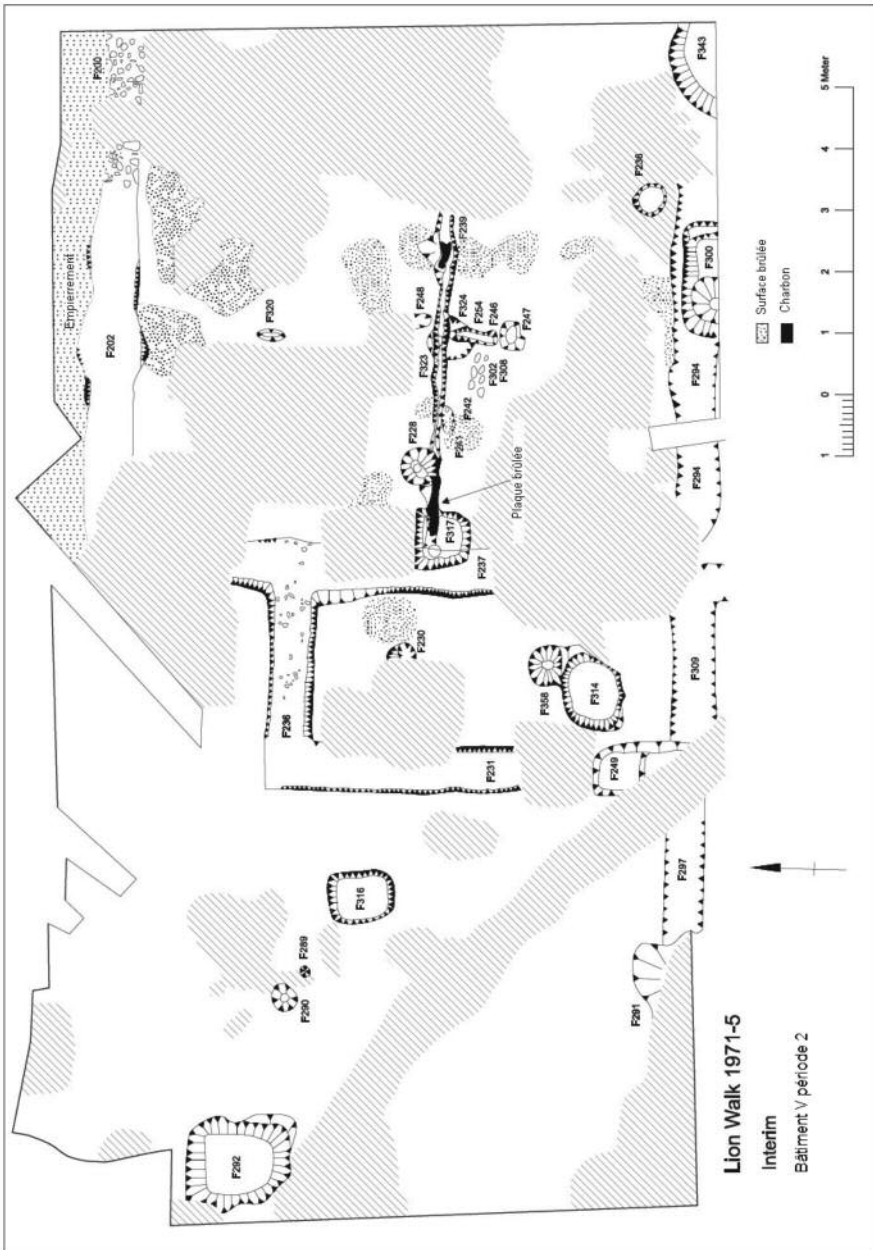 Empierrement
F200
F202
F292
F320
F236
F289
F290
F316
F228
F248
F323
F230
F317
F261
F324
F239
F242
F254
F237
F231
F302
F246
F308
Plaque brûlée
F247
F358
F314
F249
F291
F236
F297
F309
F294
F294
F300
F343
Lion Walk 1971-5
Interim
Bâtiment V période 2
Surface brûlée
Charbon
1 0 1 2 3 4 5 Meter